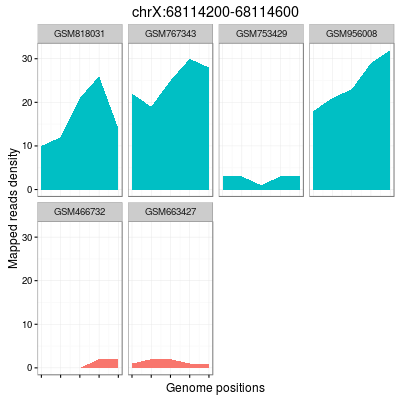 chrX:68114200-68114600
GSM818031 GSM767343 GSM753429 GSM956008
30
20
10
0
GSM466732 GSM663427
30
20
10
0
Mapped reads density
Genome positions